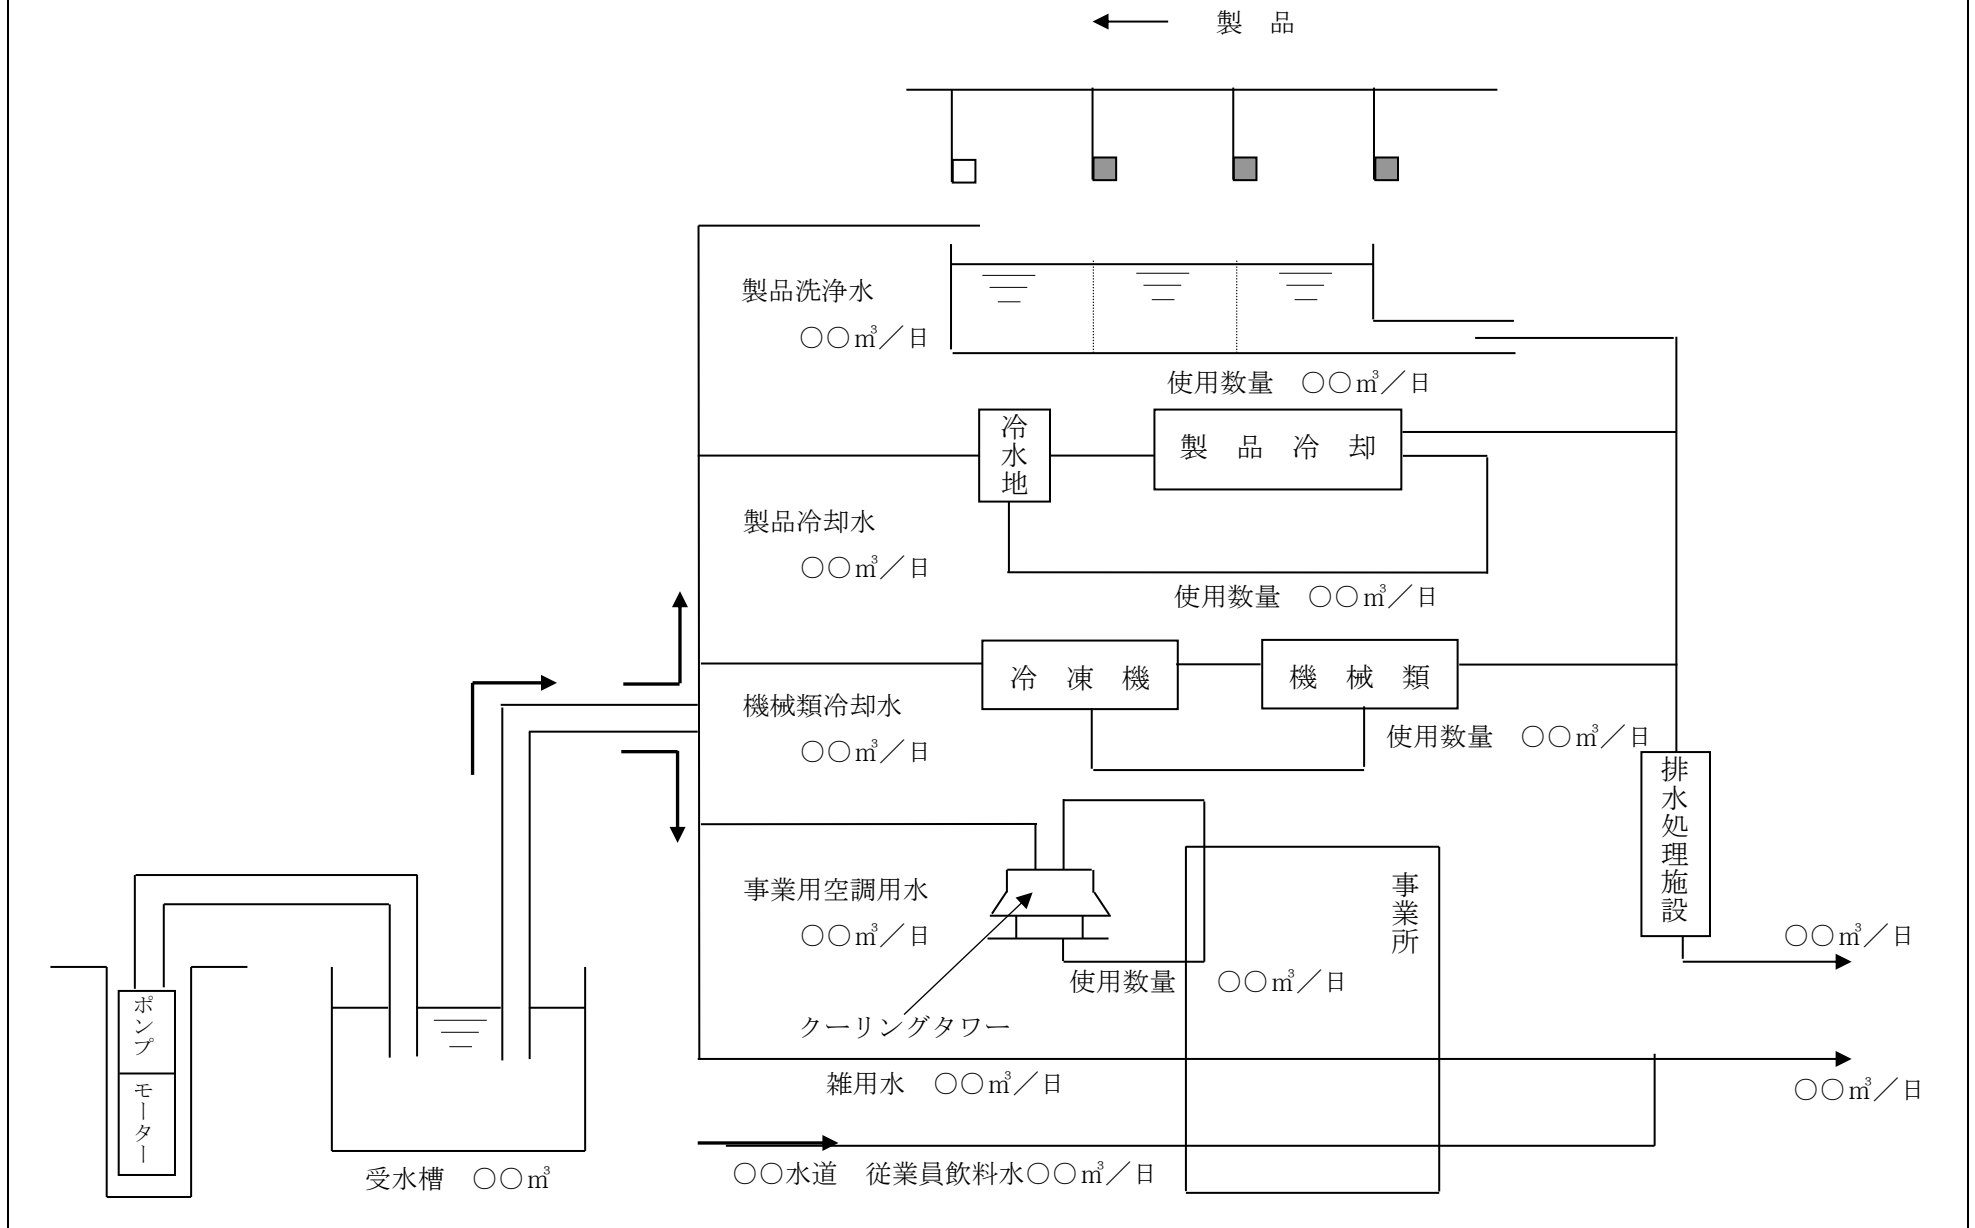 製　品
製品洗浄水
○○㎥／日
使用数量　○○㎥／日
冷水地
製　品　冷　却
製品冷却水
○○㎥／日
使用数量　○○㎥／日
冷　凍　機
機　械　類
機械類冷却水
○○㎥／日
使用数量　○○㎥／日
排水処理施設
事業用空調用水
○○㎥／日
事業所
○○㎥／日
使用数量　○○㎥／日
クーリングタワー
ポンプ
モーター
雑用水　○○㎥／日
○○㎥／日
受水槽　○○㎥
○○水道　従業員飲料水○○㎥／日